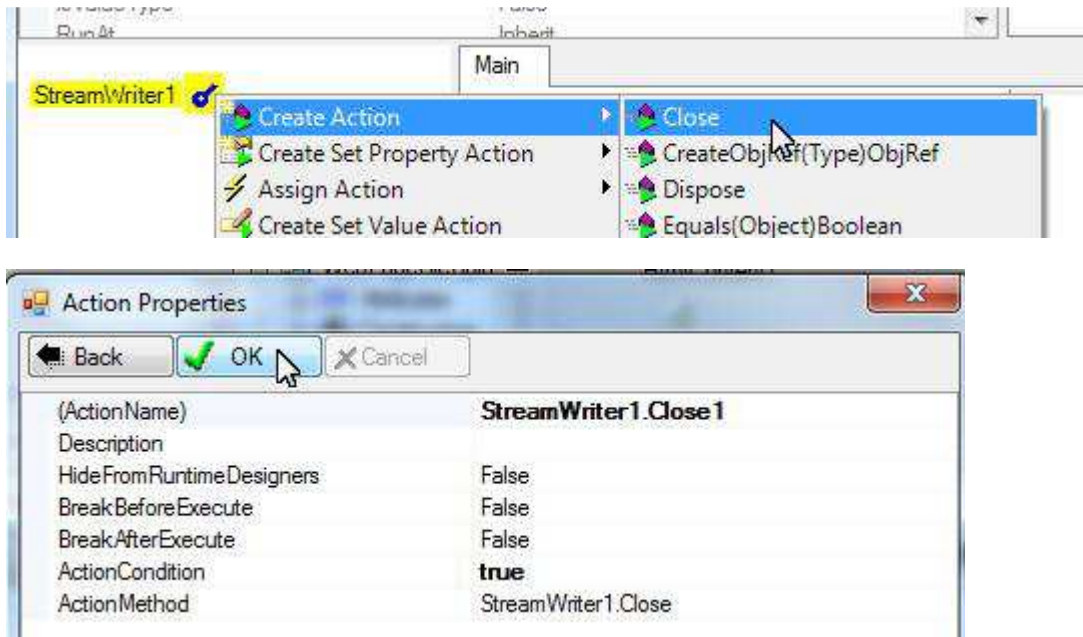 RunAt Inherit
Main
StreamWriter1
Create Action Close
Create Set Property Action CreateObjRef(Type)ObjRef
Assign Action Dispose
Create Set Value Action Equals(Object)Boolean
Action Properties
Back OK Cancel
(ActionName) StreamWriter1.Close1
Description
HideFromRuntimeDesigners False
BreakBeforeExecute False
BreakAfterExecute False
ActionCondition true
ActionMethod StreamWriter1.Close